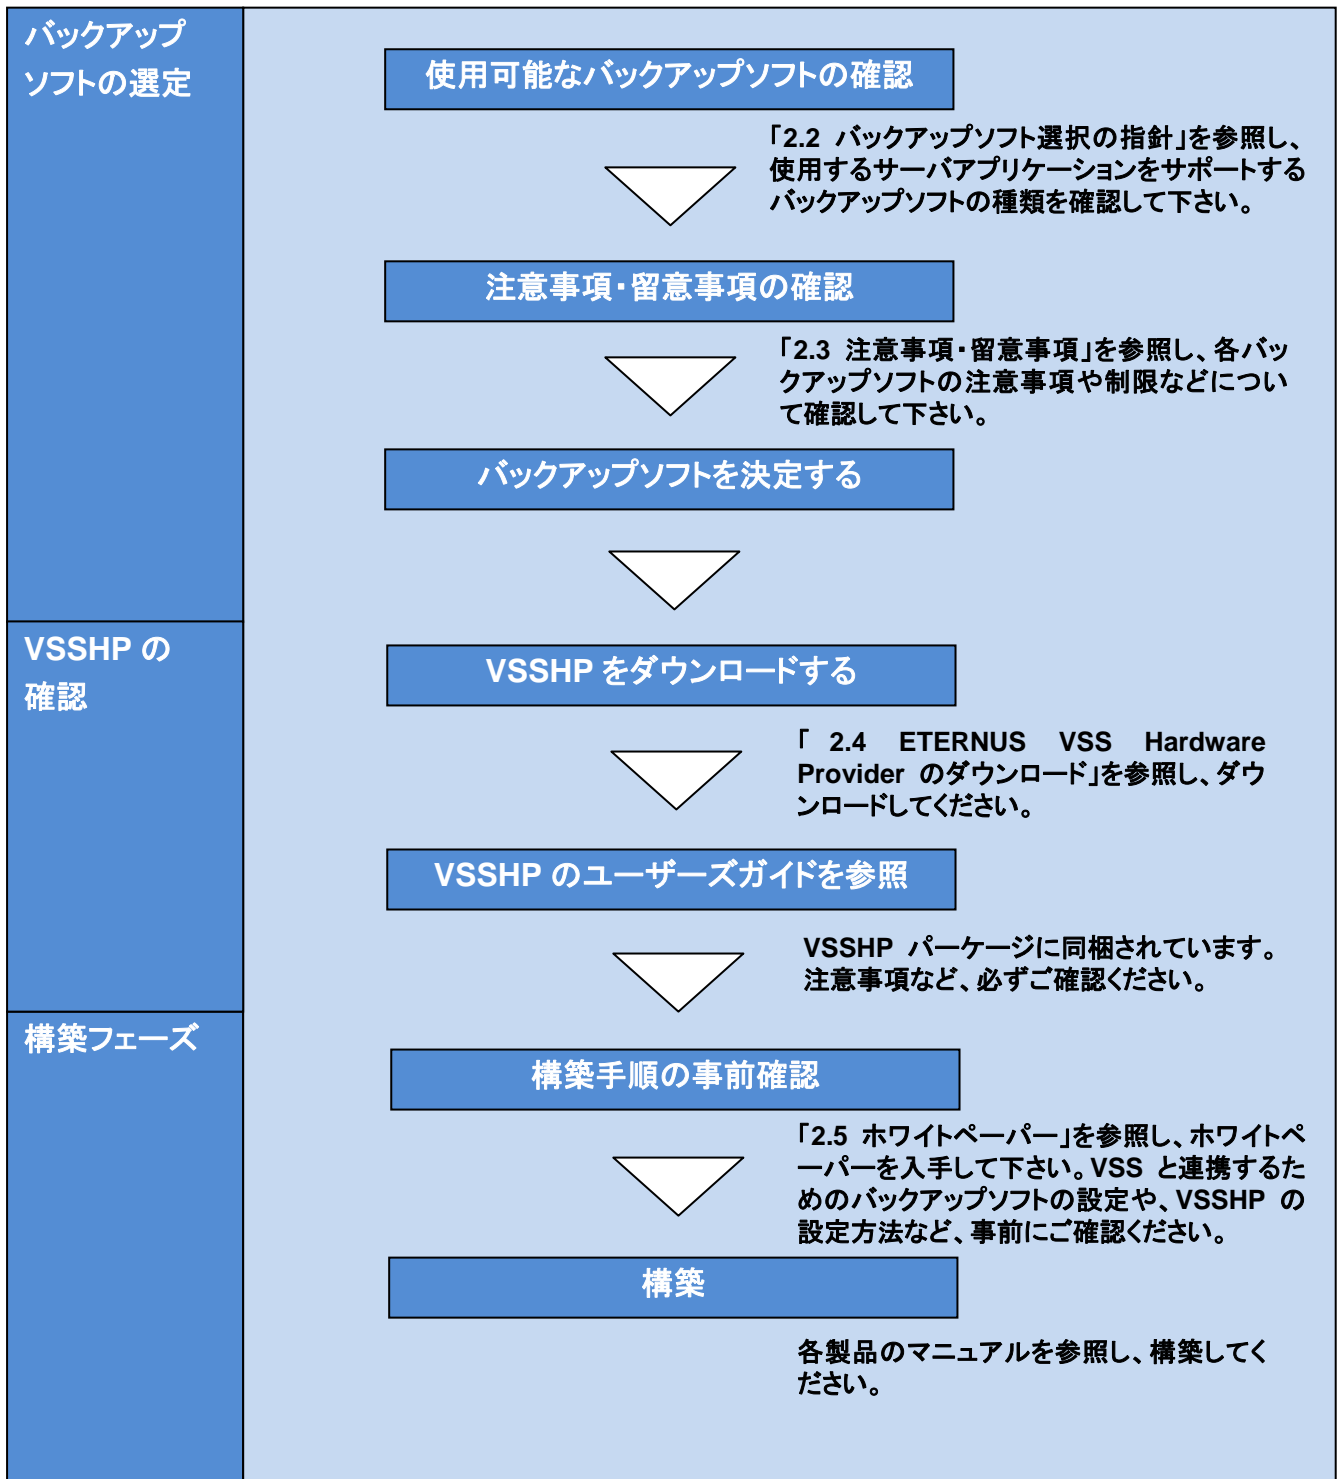 バックアップ
ソフトの選定
使用可能なバックアップソフトの確認
「2.2 バックアップソフト選択の指針」を参照し、
使用するサーバアプリケーションをサポートする
バックアップソフトの種類を確認して下さい。
注意事項・留意事項の確認
「2.3 注意事項・留意事項」を参照し、各バッ
クアップソフトの注意事項や制限などについ
て確認して下さい。
バックアップソフトを決定する
VSSHP の
確認
VSSHP をダウンロードする
「 2.4 ETERNUS VSS Hardware
Provider のダウンロード」を参照し、ダウ
ンロードしてください。
VSSHP のユーザーズガイドを参照
VSSHP パーケージに同梱されています。
注意事項など、必ずご確認ください。
構築フェーズ
構築手順の事前確認
「2.5 ホワイトペーパー」を参照し、ホワイトペ
ーパーを入手して下さい。VSS と連携するた
めのバックアップソフトの設定や、VSSHP の
設定方法など、事前にご確認ください。
構築
各製品のマニュアルを参照し、構築してく
ださい。